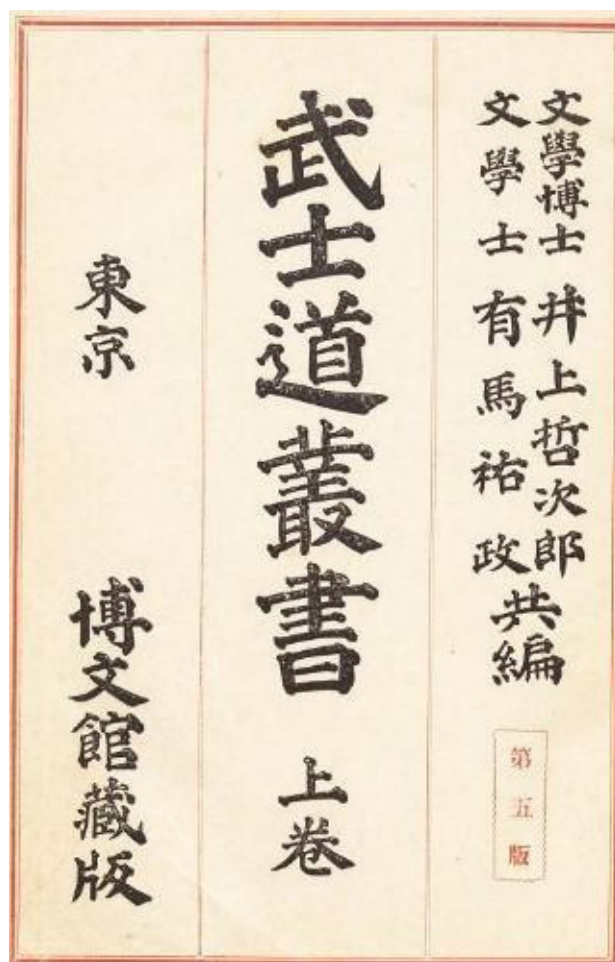 文學博士 井上哲次郎
文學士 有馬祐政
共編
第五版
武士道叢書 上卷
東京 博文館藏版